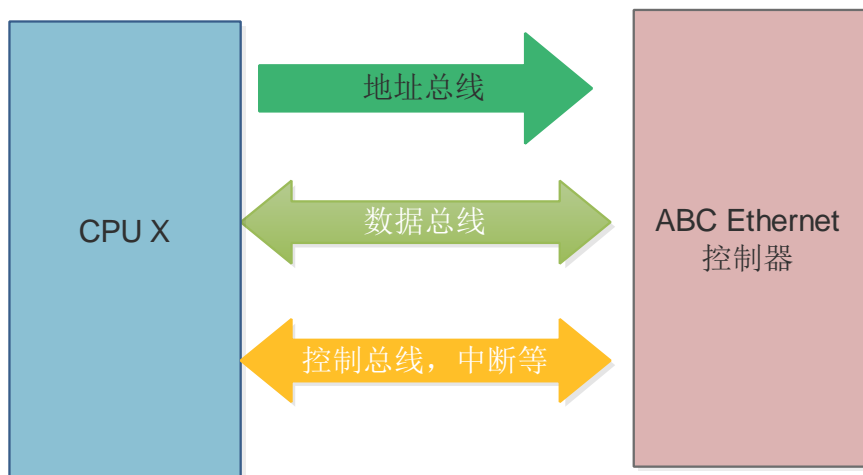 地址总线
CPU X
数据总线
ABC Ethernet
控制器
控制总线，中断等